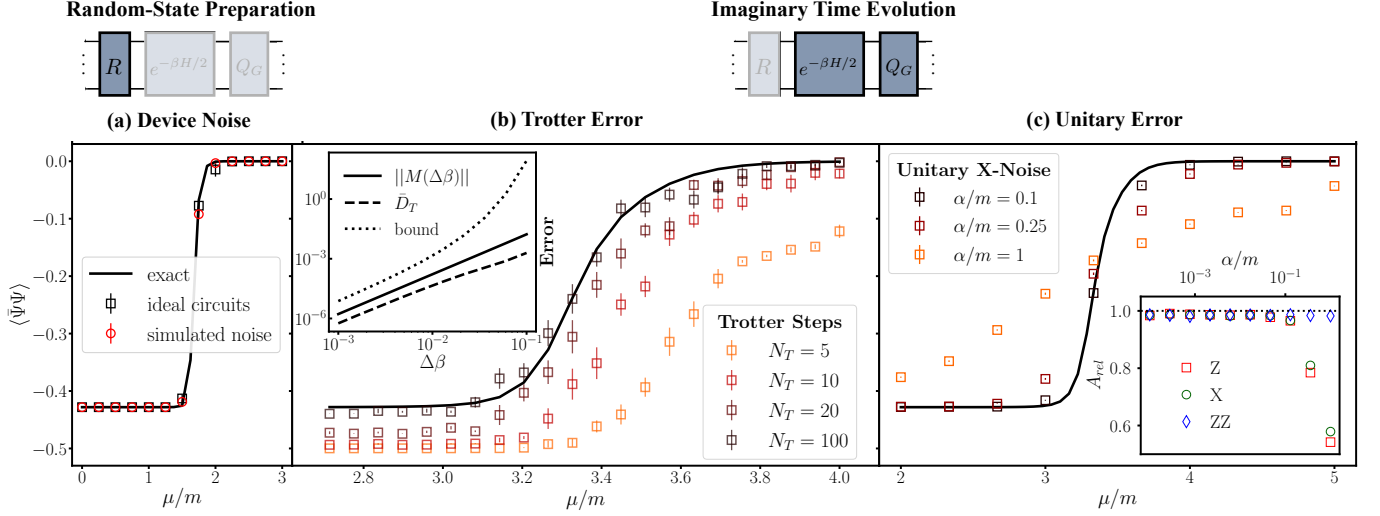 Random-State Preparation
Imaginary Time Evolution
R
e^{-βH/2}
Q_G
R
e^{-βH/2}
Q_G
(a) Device Noise
(b) Trotter Error
(c) Unitary Error
⟨Ψ̄Ψ⟩
0.0
−0.1
−0.2
−0.3
−0.4
−0.5
exact
ideal circuits
simulated noise
0
1
2
3
μ/m
||M(Δβ)||
D̄_T
bound
10^0
10^{-3}
10^{-6}
Error
10^{-3}
10^{-2}
10^{-1}
Δβ
Trotter Steps
N_T = 5
N_T = 10
N_T = 20
N_T = 100
2.8
3.0
3.2
3.4
3.6
3.8
4.0
μ/m
Unitary X-Noise
α/m = 0.1
α/m = 0.25
α/m = 1
α/m
10^{-3}
10^{-1}
A_{rel}
1.0
0.8
0.6
Z
X
ZZ
2
3
4
5
μ/m